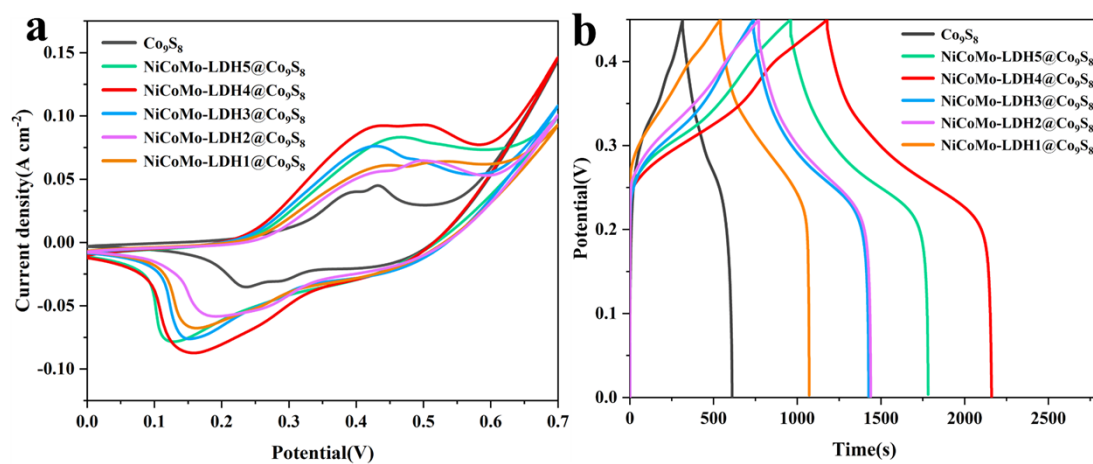 a
Current density(A cm⁻²)
0.15
0.10
0.05
0.00
-0.05
-0.10
Co₉S₈
NiCoMo-LDH5@Co₉S₈
NiCoMo-LDH4@Co₉S₈
NiCoMo-LDH3@Co₉S₈
NiCoMo-LDH2@Co₉S₈
NiCoMo-LDH1@Co₉S₈
0.0 0.1 0.2 0.3 0.4 0.5 0.6 0.7
Potential(V)
b
Potential(V)
0.4
0.3
0.2
0.1
0.0
Co₉S₈
NiCoMo-LDH5@Co₉S₈
NiCoMo-LDH4@Co₉S₈
NiCoMo-LDH3@Co₉S₈
NiCoMo-LDH2@Co₉S₈
NiCoMo-LDH1@Co₉S₈
0 500 1000 1500 2000 2500
Time(s)